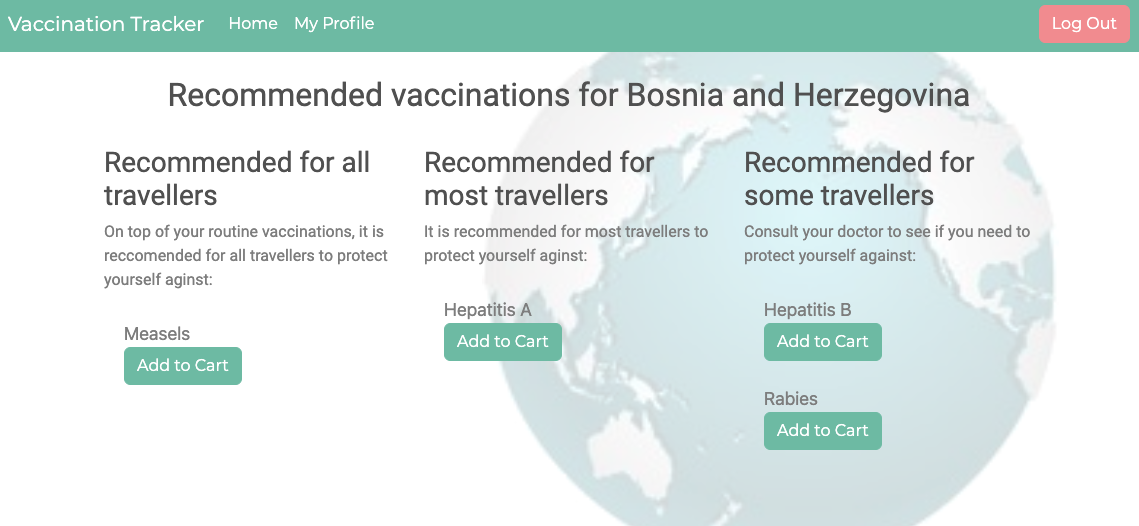 Vaccination Tracker Home My Profile Log Out
Recommended vaccinations for Bosnia and Herzegovina
Recommended for all
travellers
On top of your routine vaccinations, it is
reccomended for all travellers to protect
yourself aginst:
Measels
Add to Cart
Recommended for
most travellers
It is recommended for most travellers to
protect yourself aginst:
Hepatitis A
Add to Cart
Recommended for
some travellers
Consult your doctor to see if you need to
protect yourself against:
Hepatitis B
Add to Cart
Rabies
Add to Cart